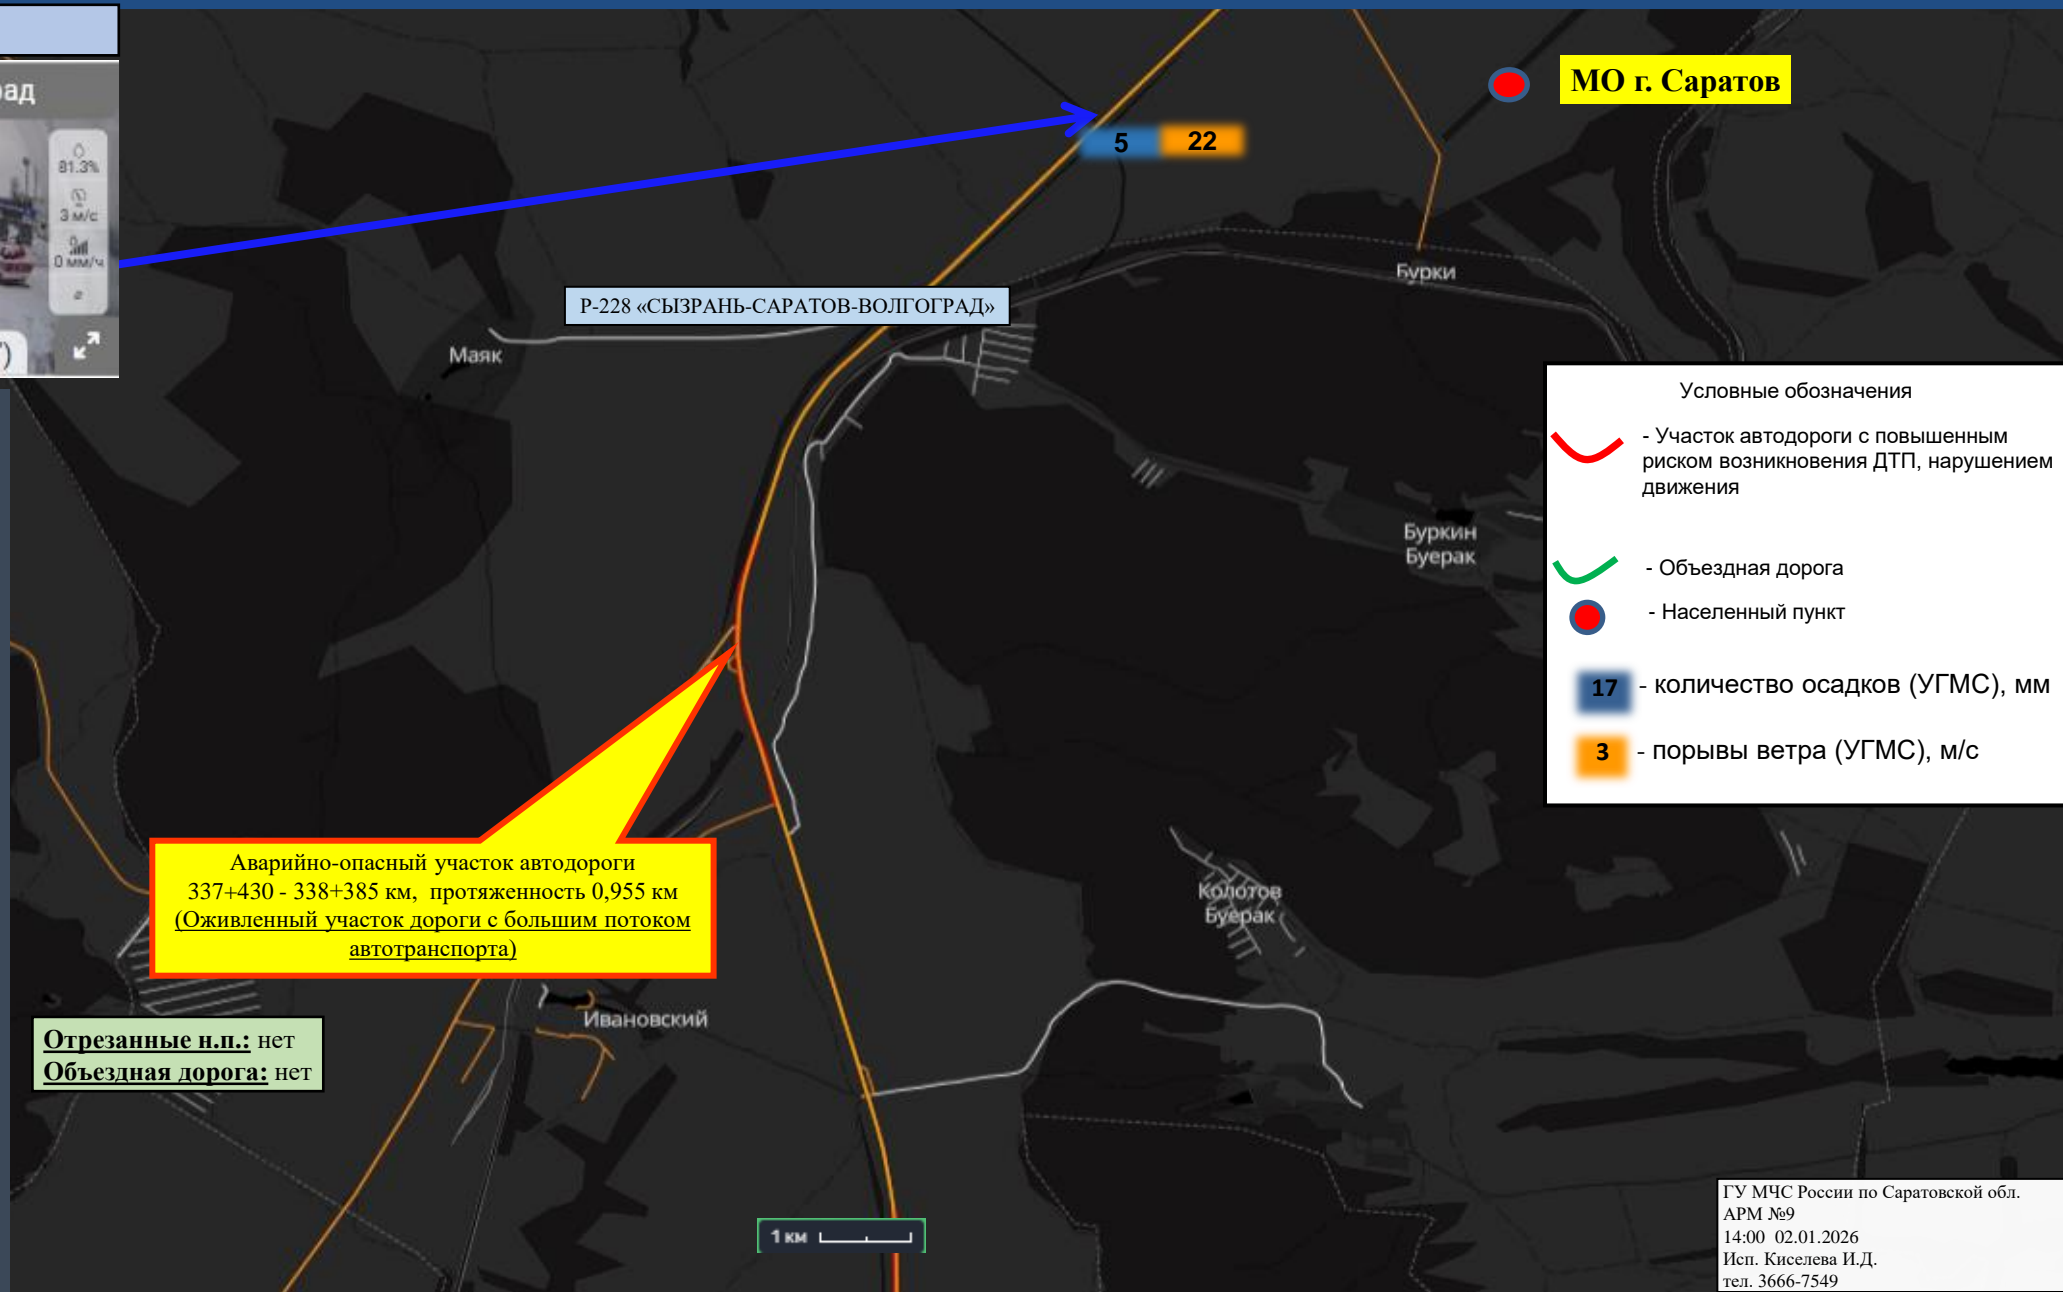 81.3%
3 м/с
0 мм/ч
МО г. Саратов
5
22
Р-228 «СЫЗРАНЬ-САРАТОВ-ВОЛГОГРАД»
Бурки
Маяк
Условные обозначения
- Участок автодороги с повышенным
риском возникновения ДТП, нарушением
движения
- Объездная дорога
- Населенный пункт
17 - количество осадков (УГМС), мм
3 - порывы ветра (УГМС), м/с
Буркин
Буерак
Аварийно-опасный участок автодороги
337+430 - 338+385 км, протяженность 0,955 км
(Оживленный участок дороги с большим потоком
автотранспорта)
Колотов
Буерак
Ивановский
Отрезанные н.п.: нет
Объездная дорога: нет
1 км
ГУ МЧС России по Саратовской обл.
АРМ №9
14:00 02.01.2026
Исп. Киселева И.Д.
тел. 3666-7549